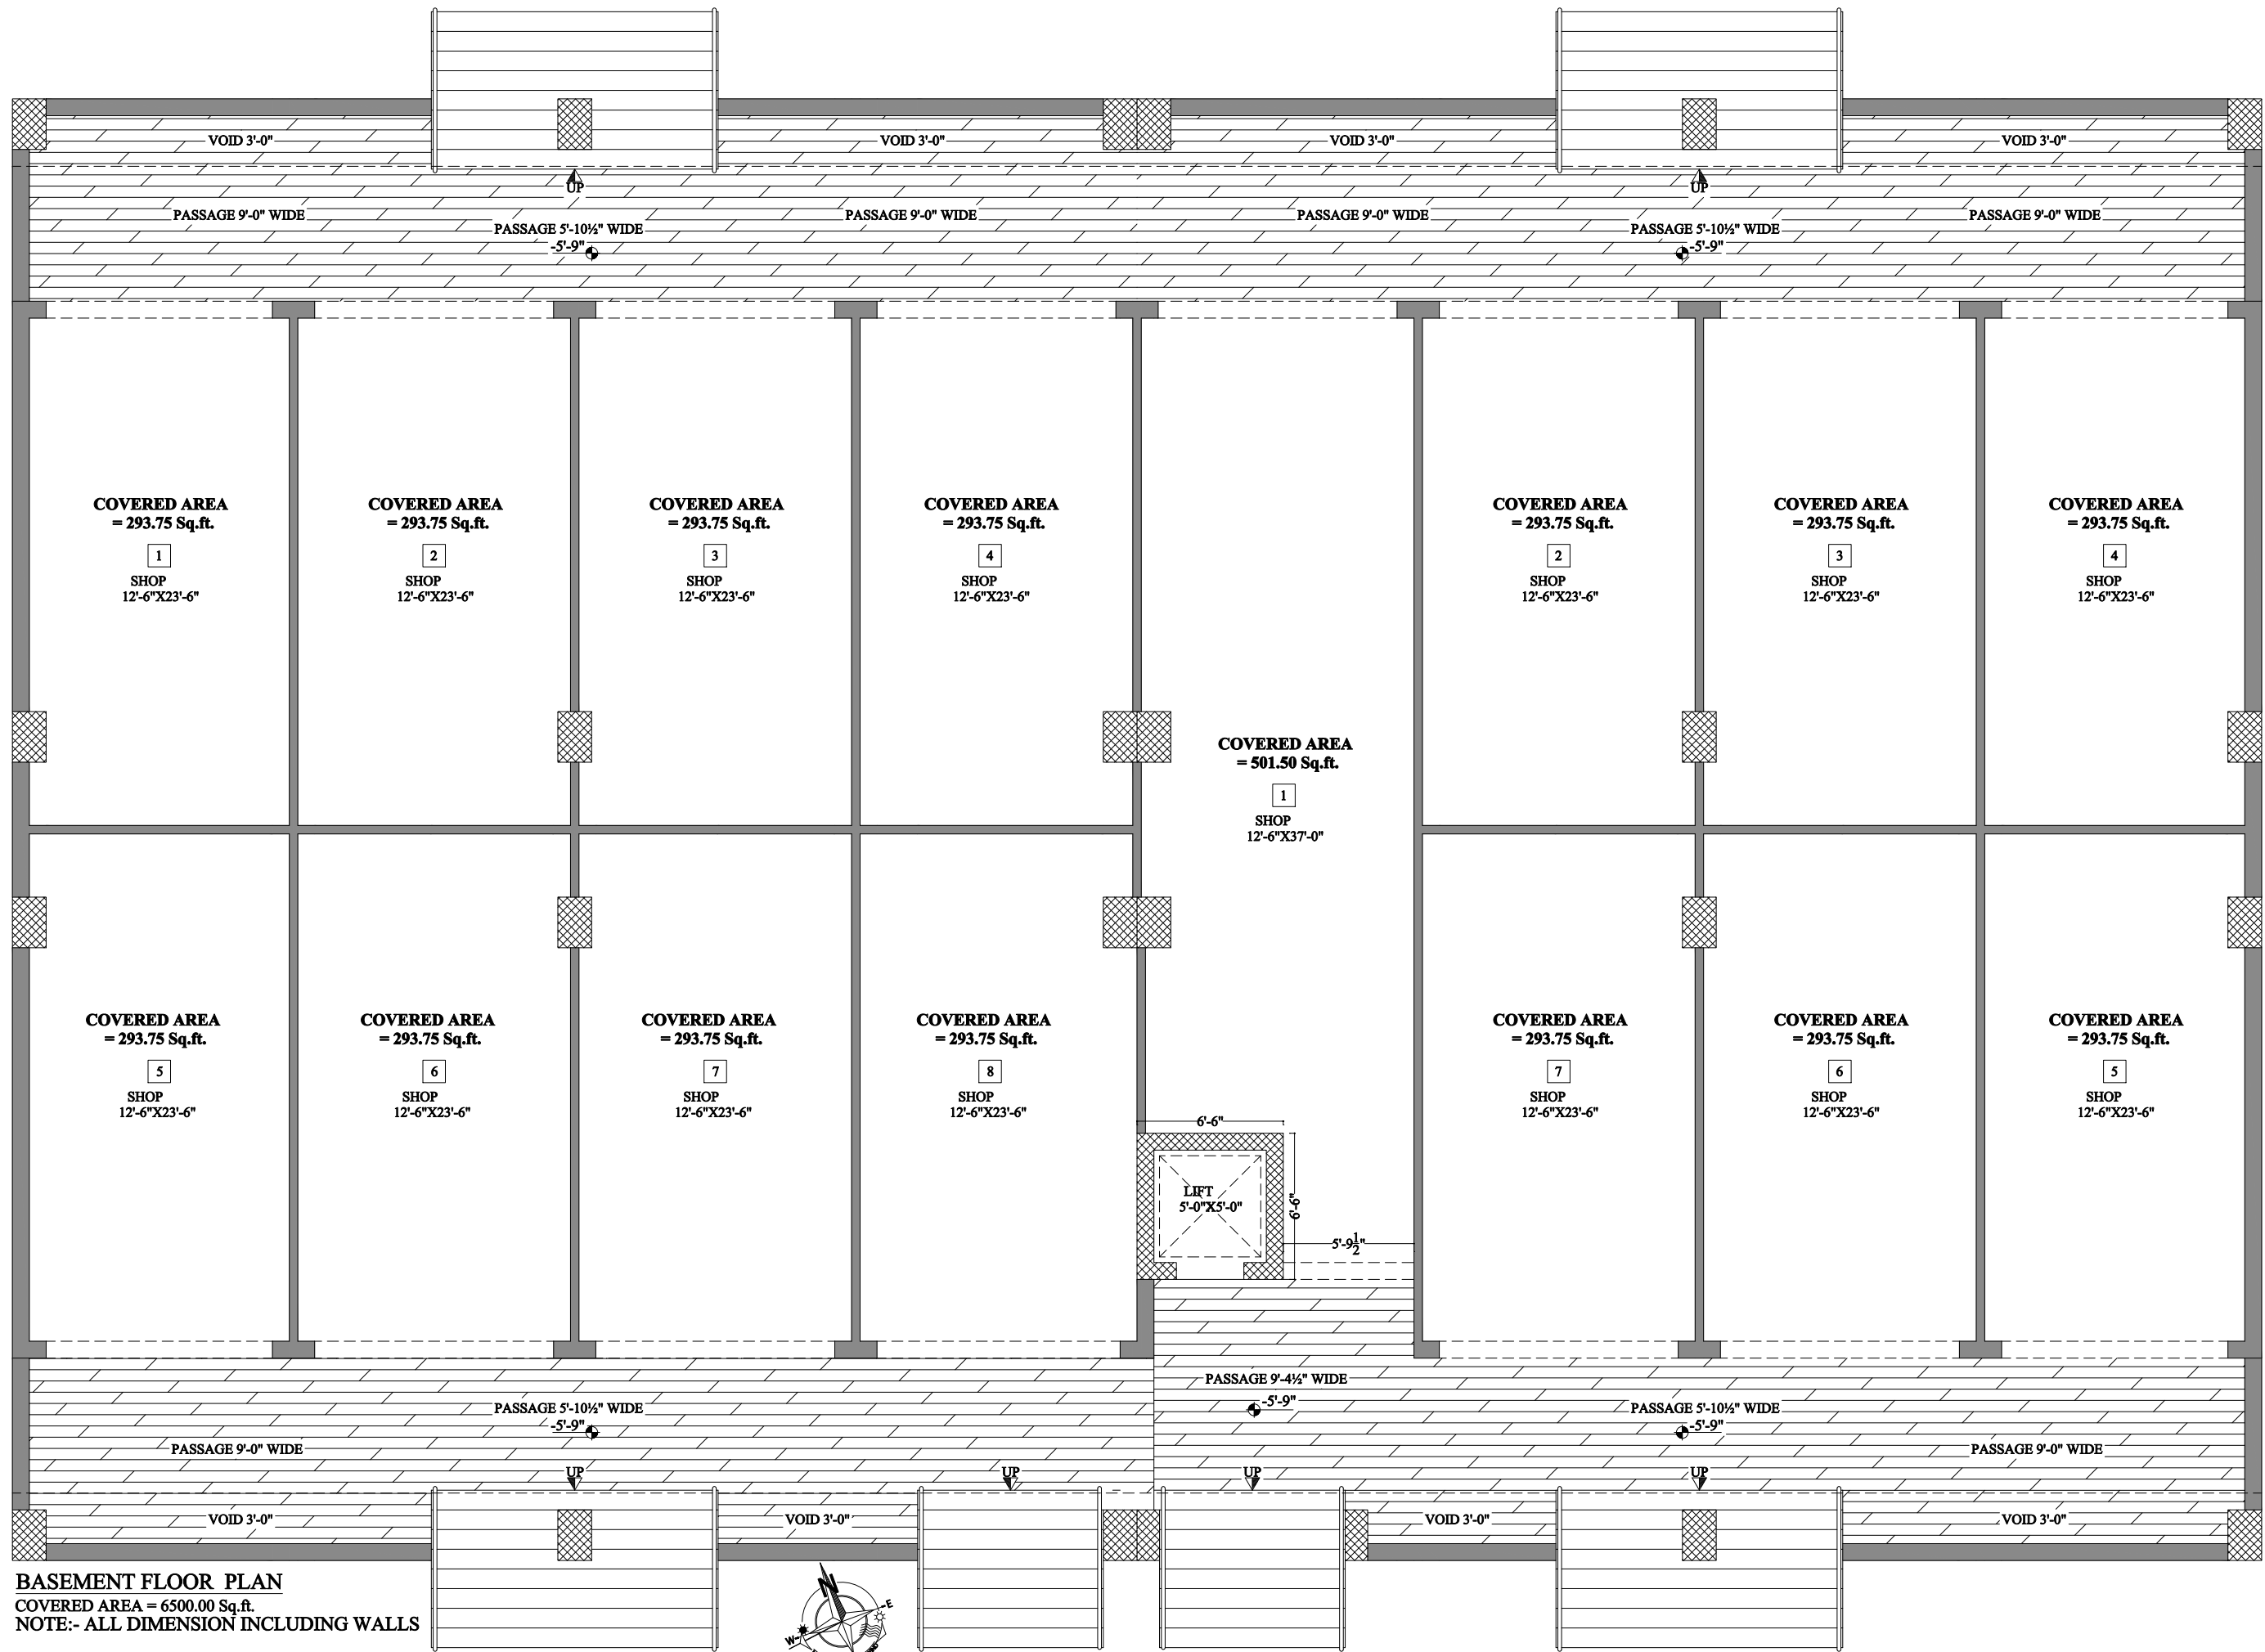 VOID 3'-0"
VOID 3'-0"
VOID 3'-0"
VOID 3'-0"
UP
UP
PASSAGE 9'-0" WIDE
PASSAGE 9'-0" WIDE
PASSAGE 9'-0" WIDE
PASSAGE 9'-0" WIDE
PASSAGE 5'-10½" WIDE
PASSAGE 5'-10½" WIDE
-5'-9"
-5'-9"
COVERED AREA
= 293.75 Sq.ft.
1
SHOP
12'-6"X23'-6"
COVERED AREA
= 293.75 Sq.ft.
2
SHOP
12'-6"X23'-6"
COVERED AREA
= 293.75 Sq.ft.
3
SHOP
12'-6"X23'-6"
COVERED AREA
= 293.75 Sq.ft.
4
SHOP
12'-6"X23'-6"
COVERED AREA
= 293.75 Sq.ft.
2
SHOP
12'-6"X23'-6"
COVERED AREA
= 293.75 Sq.ft.
3
SHOP
12'-6"X23'-6"
COVERED AREA
= 293.75 Sq.ft.
4
SHOP
12'-6"X23'-6"
COVERED AREA
= 501.50 Sq.ft.
1
SHOP
12'-6"X37'-0"
COVERED AREA
= 293.75 Sq.ft.
5
SHOP
12'-6"X23'-6"
COVERED AREA
= 293.75 Sq.ft.
6
SHOP
12'-6"X23'-6"
COVERED AREA
= 293.75 Sq.ft.
7
SHOP
12'-6"X23'-6"
COVERED AREA
= 293.75 Sq.ft.
8
SHOP
12'-6"X23'-6"
COVERED AREA
= 293.75 Sq.ft.
7
SHOP
12'-6"X23'-6"
COVERED AREA
= 293.75 Sq.ft.
6
SHOP
12'-6"X23'-6"
COVERED AREA
= 293.75 Sq.ft.
5
SHOP
12'-6"X23'-6"
6'-6"
LIFT
5'-0"X5'-0"
6'-6"
5'-9½"
PASSAGE 9'-4½" WIDE
-5'-9"
PASSAGE 5'-10½" WIDE
-5'-9"
PASSAGE 5'-10½" WIDE
-5'-9"
PASSAGE 9'-0" WIDE
PASSAGE 9'-0" WIDE
UP
UP
UP
UP
VOID 3'-0"
VOID 3'-0"
VOID 3'-0"
VOID 3'-0"
BASEMENT FLOOR PLAN
COVERED AREA = 6500.00 Sq.ft.
NOTE:- ALL DIMENSION INCLUDING WALLS
N
E
W